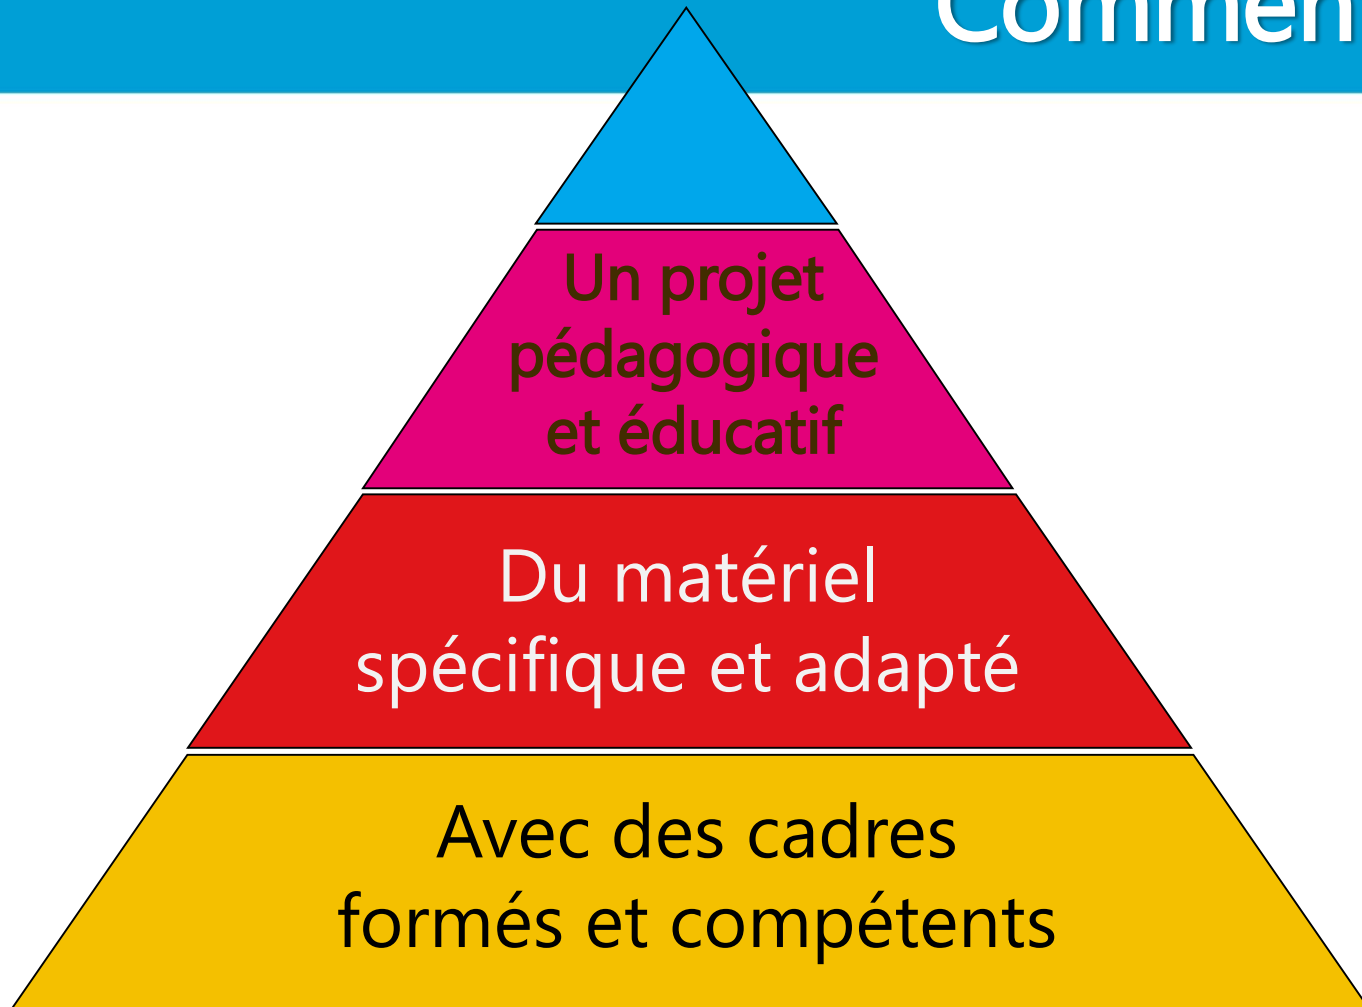 Commen
Un projet
pédagogique
et éducatif
Du matériel
spécifique et adapté
Avec des cadres
formés et compétents